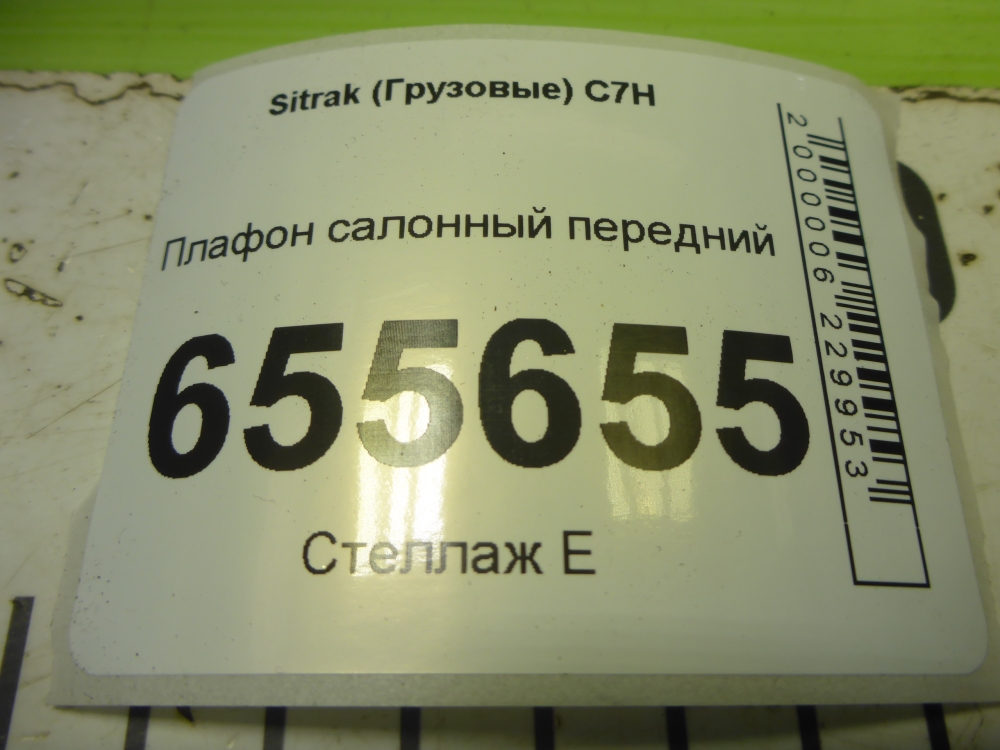 Sitrak (Грузовые) C7H
Плафон салонный передний
655655
Стеллаж Е
2000006229953